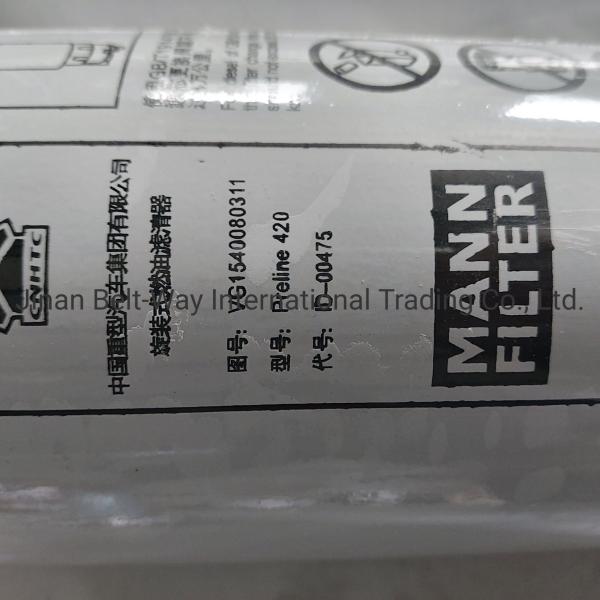 中国重型汽车集团有限公司
旋装式燃油滤清器
图号: VG1540080311
型号: Preline 420
代号: ID-00475
MANN
FILTER
CNHTC
Jinan Belt-Way International Trading Co., Ltd.